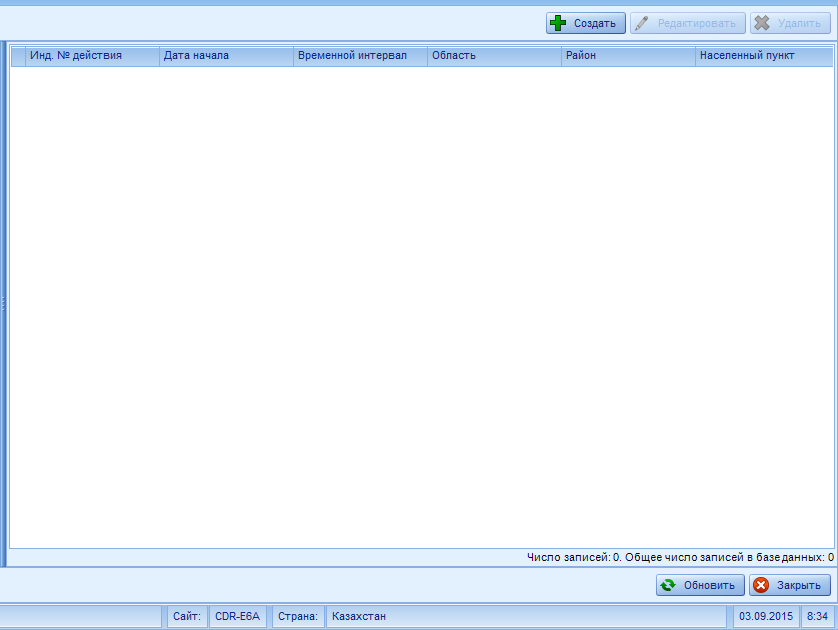 Создать Редактировать Удалить
Инд. № действия Дата начала Временной интервал Область Район Населенный пункт
Число записей: 0. Общее число записей в базе данных: 0
Обновить Закрыть
Сайт: CDR-E6A Страна: Казахстан 03.09.2015 8:34